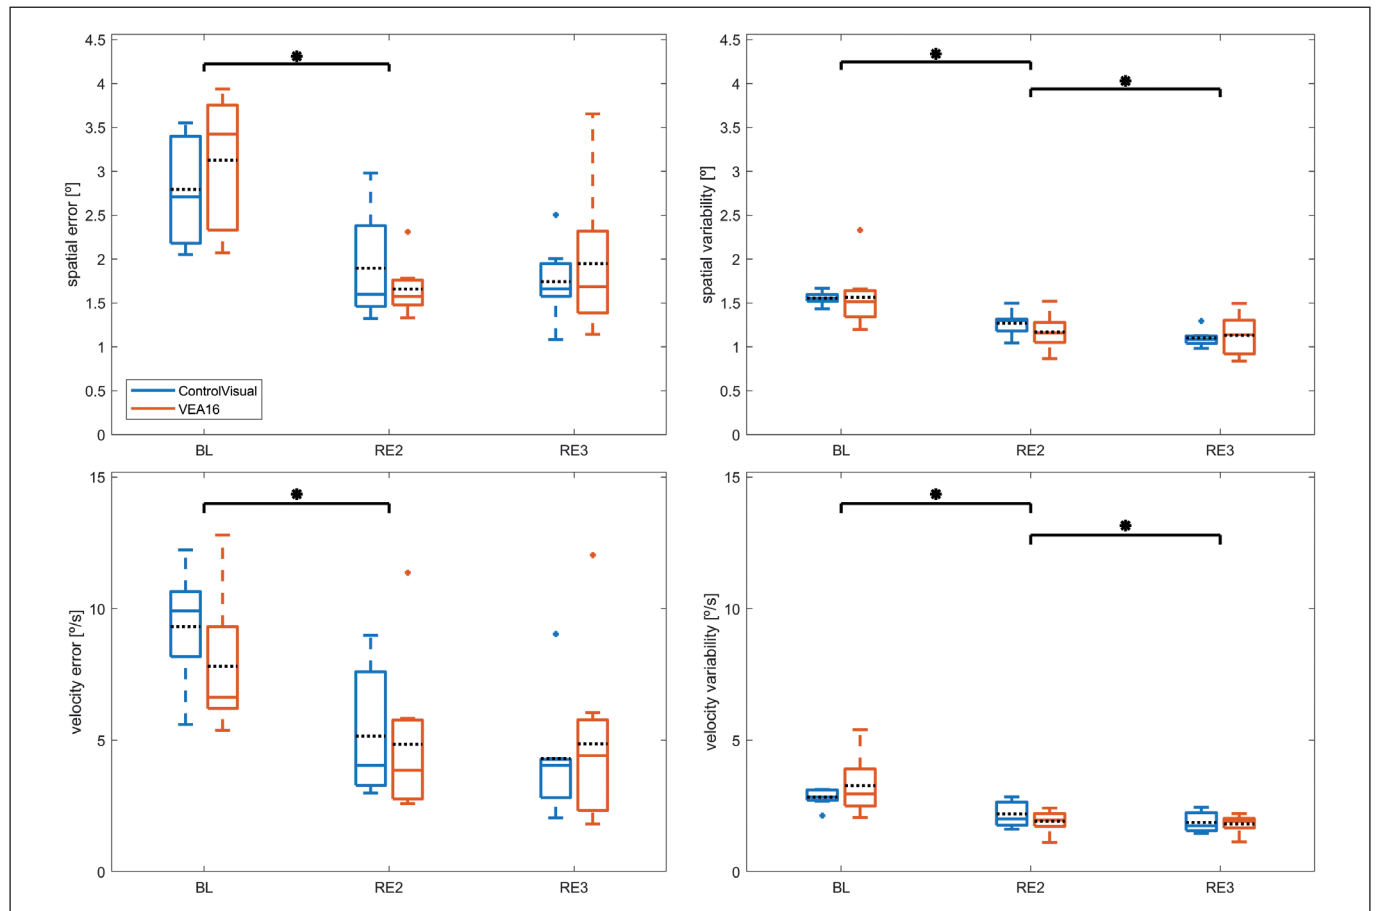 4.5
4
3.5
3
2.5
2
1.5
1
0.5
0
spatial error [º]
ControlVisual
VEA16
BL RE2 RE3
4.5
4
3.5
3
2.5
2
1.5
1
0.5
0
spatial variability [º]
BL RE2 RE3
15
10
5
0
velocity error [º/s]
BL RE2 RE3
15
10
5
0
velocity variability [º/s]
BL RE2 RE3